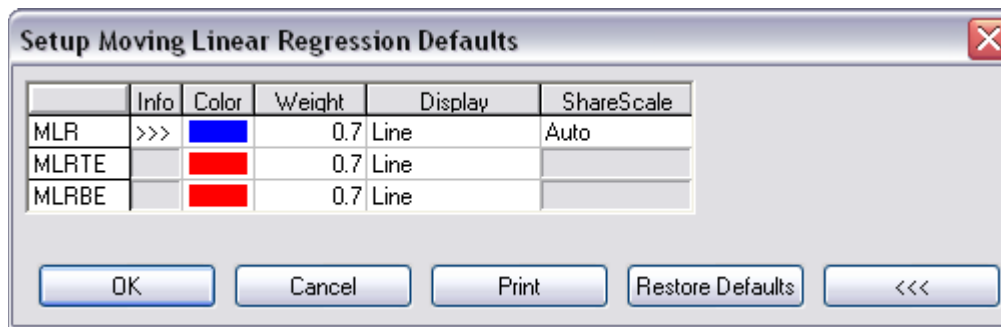 Setup Moving Linear Regression Defaults
Info Color Weight Display ShareScale
MLR >>> 0.7 Line Auto
MLRTE 0.7 Line
MLRBE 0.7 Line
OK Cancel Print Restore Defaults <<<